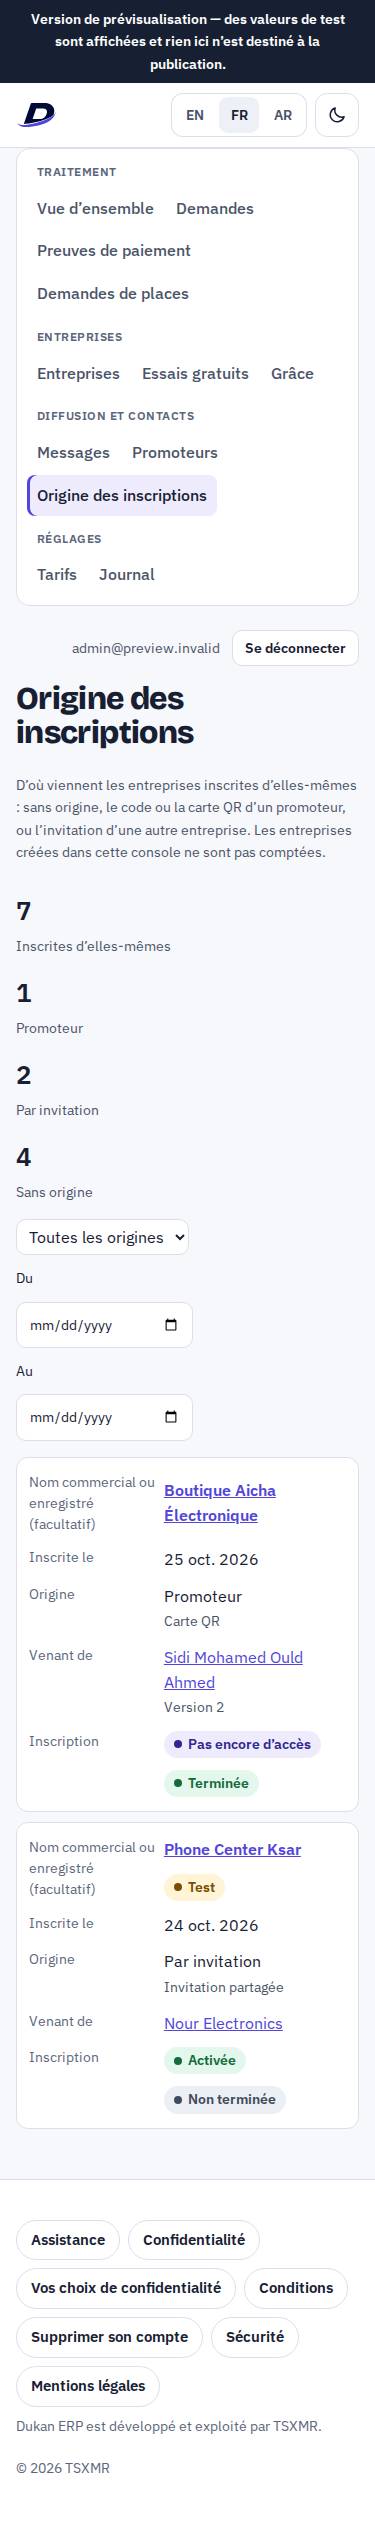 Version de prévisualisation — des valeurs de test
sont affichées et rien ici n’est destiné à la
publication.
D
EN FR AR
TRAITEMENT
Vue d’ensemble Demandes
Preuves de paiement
Demandes de places
ENTREPRISES
Entreprises Essais gratuits Grâce
DIFFUSION ET CONTACTS
Messages Promoteurs
Origine des inscriptions
RÉGLAGES
Tarifs Journal
admin@preview.invalid Se déconnecter
Origine des
inscriptions
D’où viennent les entreprises inscrites d’elles-mêmes
: sans origine, le code ou la carte QR d’un promoteur,
ou l’invitation d’une autre entreprise. Les entreprises
créées dans cette console ne sont pas comptées.
7
Inscrites d’elles-mêmes
1
Promoteur
2
Par invitation
4
Sans origine
Toutes les origines
Du
mm/dd/yyyy
Au
mm/dd/yyyy
Nom commercial ou
enregistré
(facultatif)
Boutique Aicha
Électronique
Inscrite le 25 oct. 2026
Origine Promoteur
Carte QR
Venant de Sidi Mohamed Ould
Ahmed
Version 2
Inscription Pas encore d’accès
Terminée
Nom commercial ou
enregistré
(facultatif)
Phone Center Ksar
Test
Inscrite le 24 oct. 2026
Origine Par invitation
Invitation partagée
Venant de Nour Electronics
Inscription Activée
Non terminée
Assistance Confidentialité
Vos choix de confidentialité Conditions
Supprimer son compte Sécurité
Mentions légales
Dukan ERP est développé et exploité par TSXMR.
© 2026 TSXMR